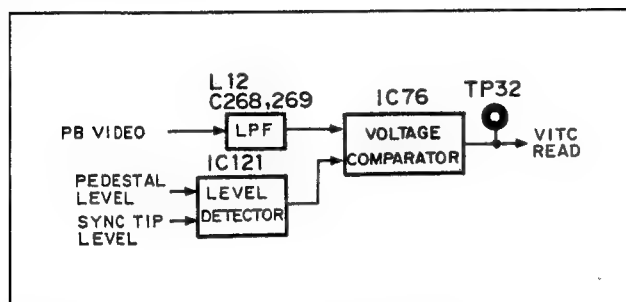 L12
C268,269
IC76
TP32
PB VIDEO
LPF
VOLTAGE
COMPARATOR
VITC
READ
IC121
PEDESTAL
LEVEL
SYNC TIP
LEVEL
LEVEL
DETECTOR